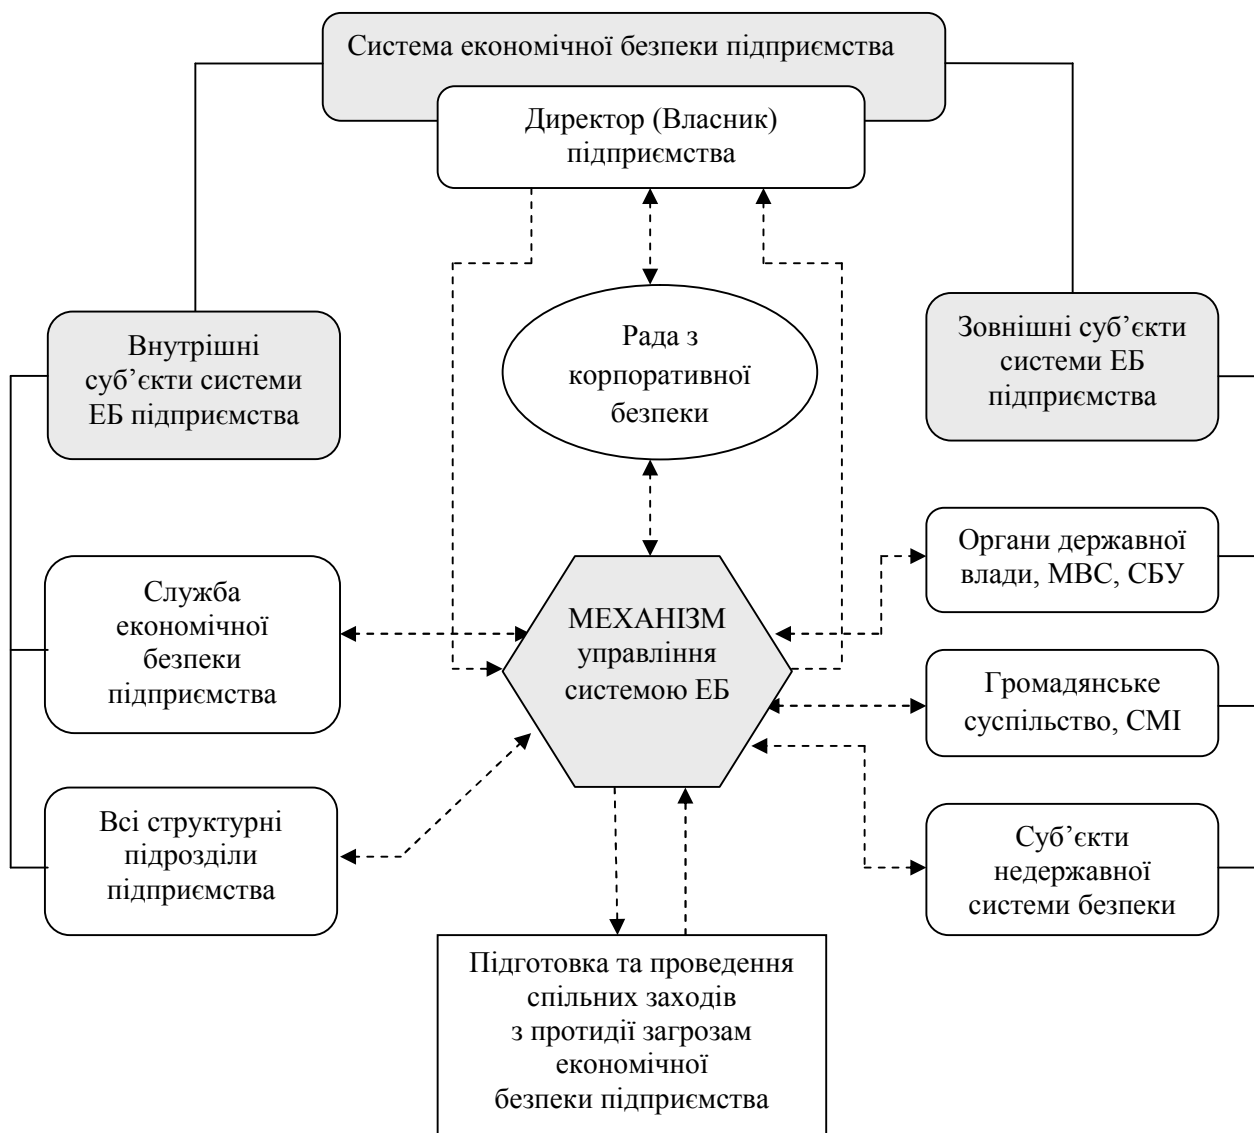 Система економічної безпеки підприємства
Директор (Власник)
підприємства
Внутрішні
суб’єкти системи
ЕБ підприємства
Рада з
корпоративної
безпеки
Зовнішні суб’єкти
системи ЕБ
підприємства
Служба
економічної
безпеки
підприємства
МЕХАНІЗМ
управління
системою ЕБ
Органи державної
влади, МВС, СБУ
Громадянське
суспільство, СМІ
Всі структурні
підрозділи
підприємства
Суб’єкти
недержавної
системи безпеки
Підготовка та проведення
спільних заходів
з протидії загрозам
економічної
безпеки підприємства